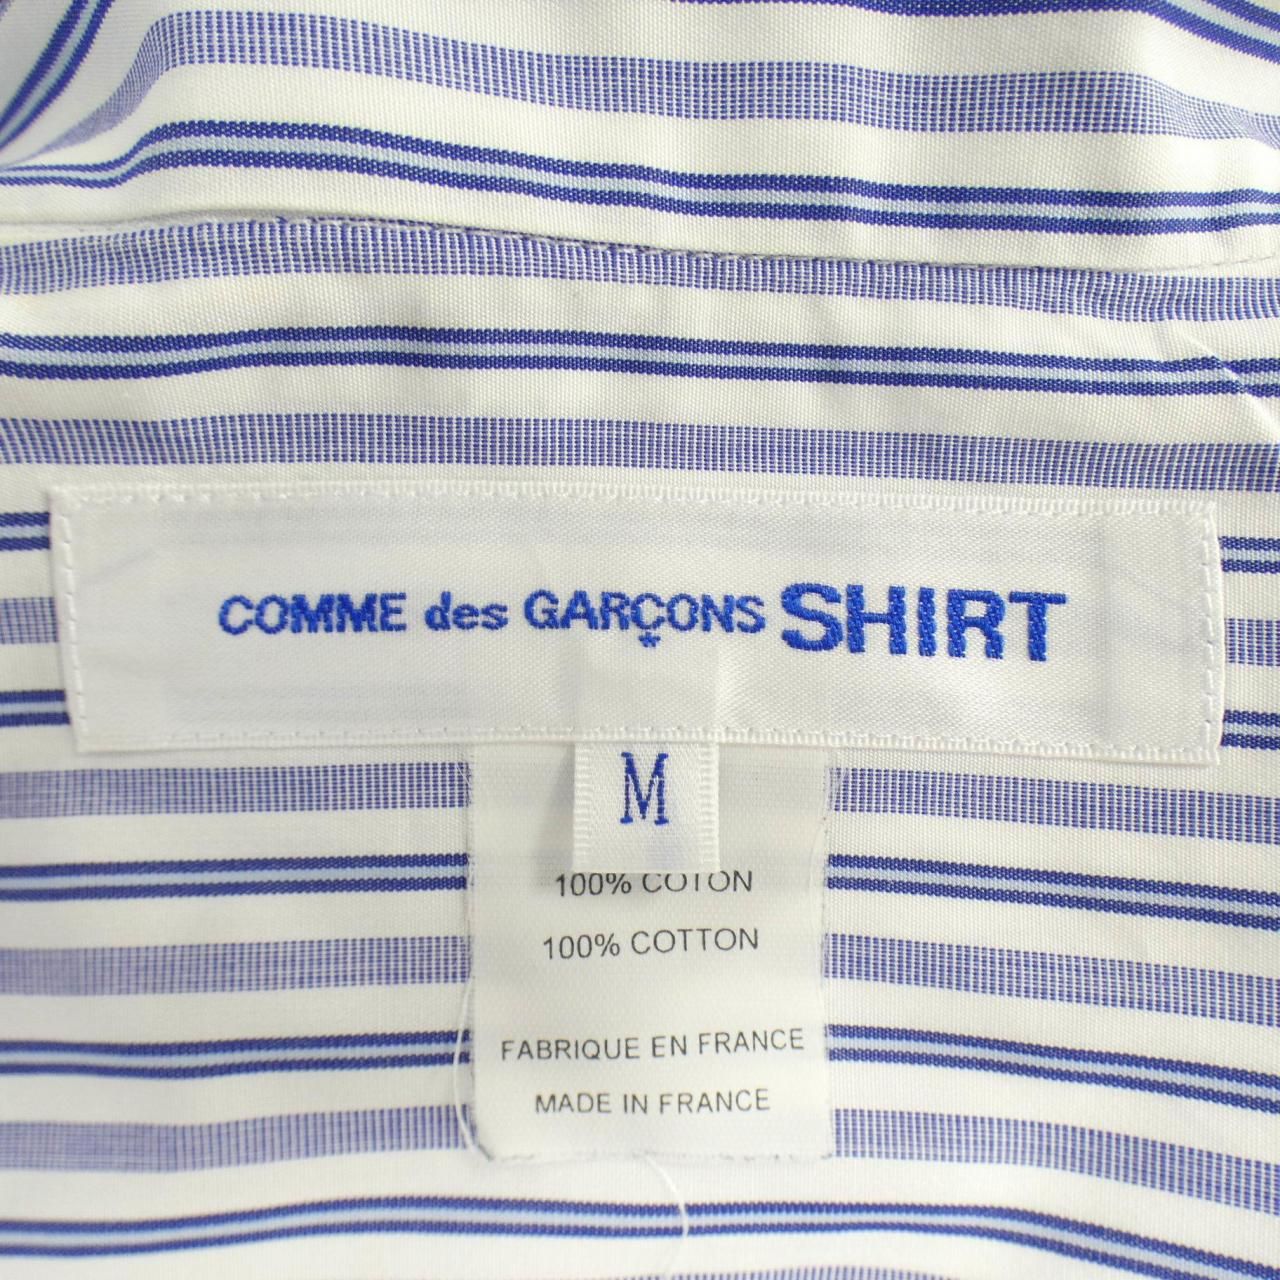 COMME des GARÇONS SHIRT
M
100% COTON
100% COTTON
FABRIQUE EN FRANCE
MADE IN FRANCE